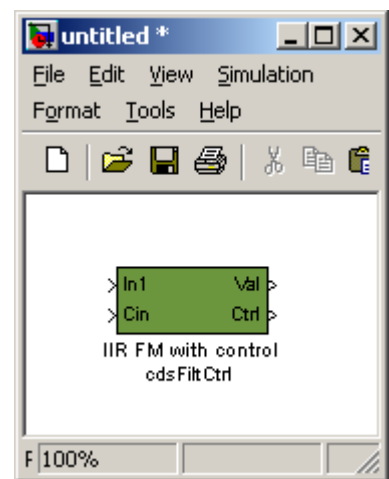 untitled *
File Edit View Simulation
Format Tools Help
In1 Val
Cin Ctrl
IIR FM with control
cdsFiltCtrl
F 100%